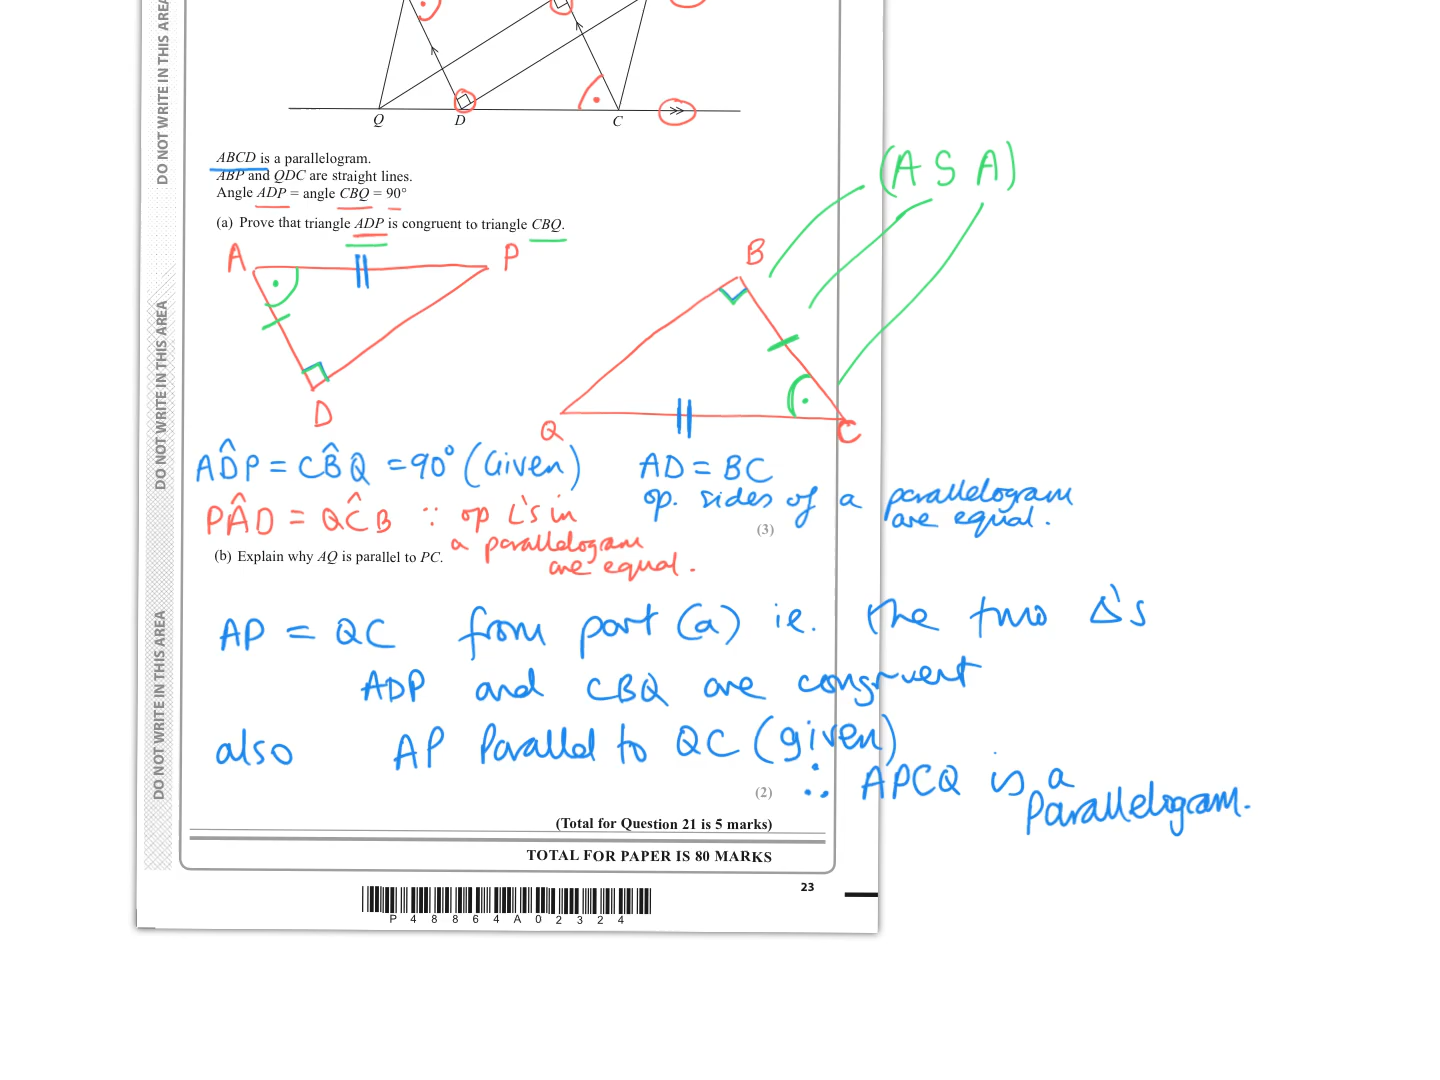 DO NOT WRITE IN THIS AREA
DO NOT WRITE IN THIS AREA
DO NOT WRITE IN THIS AREA
Q D C
ABCD is a parallelogram.
ABP and QDC are straight lines.
Angle ADP = angle CBQ = 90°
(a) Prove that triangle ADP is congruent to triangle CBQ.
(A S A)
A P
D
B
Q C
AD̂P = CB̂Q = 90° (Given)
AD = BC
op. sides of a parallelogram
are equal.
PÂD = QĈB ∵ op L's in
a parallelogram
are equal.
(3)
(b) Explain why AQ is parallel to PC.
AP = QC from part (a) ie. the two Δ's
ADP and CBQ are congruent
also AP Parallel to QC (given)
∴ APCQ is a
Parallelogram.
(2)
(Total for Question 21 is 5 marks)
TOTAL FOR PAPER IS 80 MARKS
23
P 4 8 8 6 4 A 0 2 3 2 4